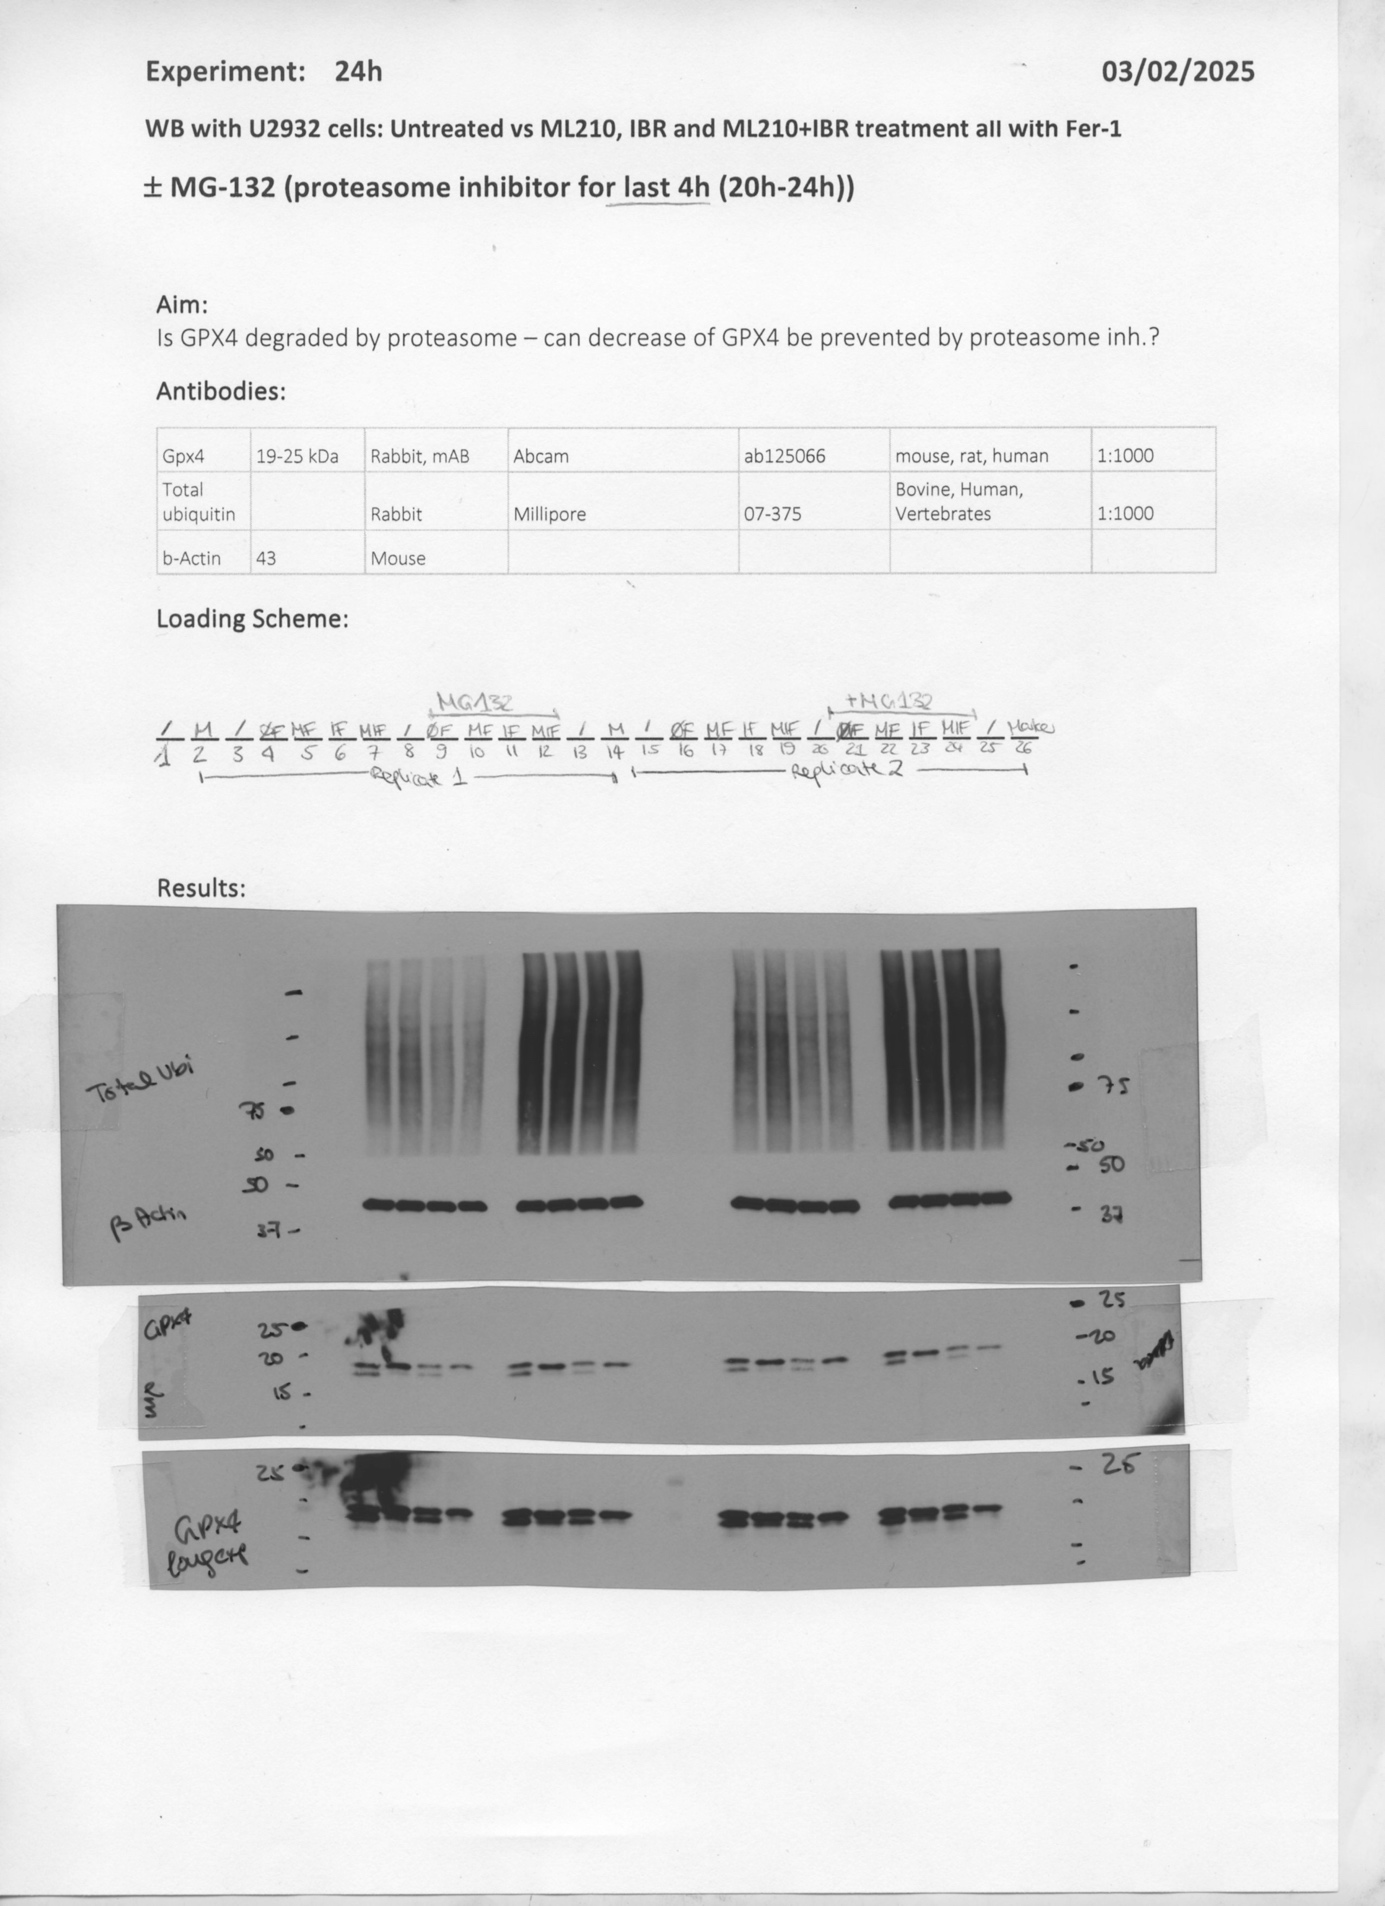 Experiment: 24h 03/02/2025
WB with U2932 cells: Untreated vs ML210, IBR and ML210+IBR treatment all with Fer-1
± MG-132 (proteasome inhibitor for last 4h (20h-24h))
Aim:
Is GPX4 degraded by proteasome – can decrease of GPX4 be prevented by proteasome inh.?
Antibodies:
Gpx4 19-25 kDa Rabbit, mAB Abcam ab125066 mouse, rat, human 1:1000
Total ubiquitin Rabbit Millipore 07-375 Bovine, Human, Vertebrates 1:1000
b-Actin 43 Mouse
Loading Scheme:
MG132 +MG132
/ M / ØF MF IF MIF / ØF MF IF MIF / M / ØF MF IF MIF / ØF MF IF MIF / Marker
1 2 3 4 5 6 7 8 9 10 11 12 13 14 15 16 17 18 19 20 21 22 23 24 25 26
Replicate 1 Replicate 2
Results:
Total Ubi
75 75
50 50
50 50
β Actin
37 37
GPX4
25 25
20 20
15 15
25 25
GPX4
long exp